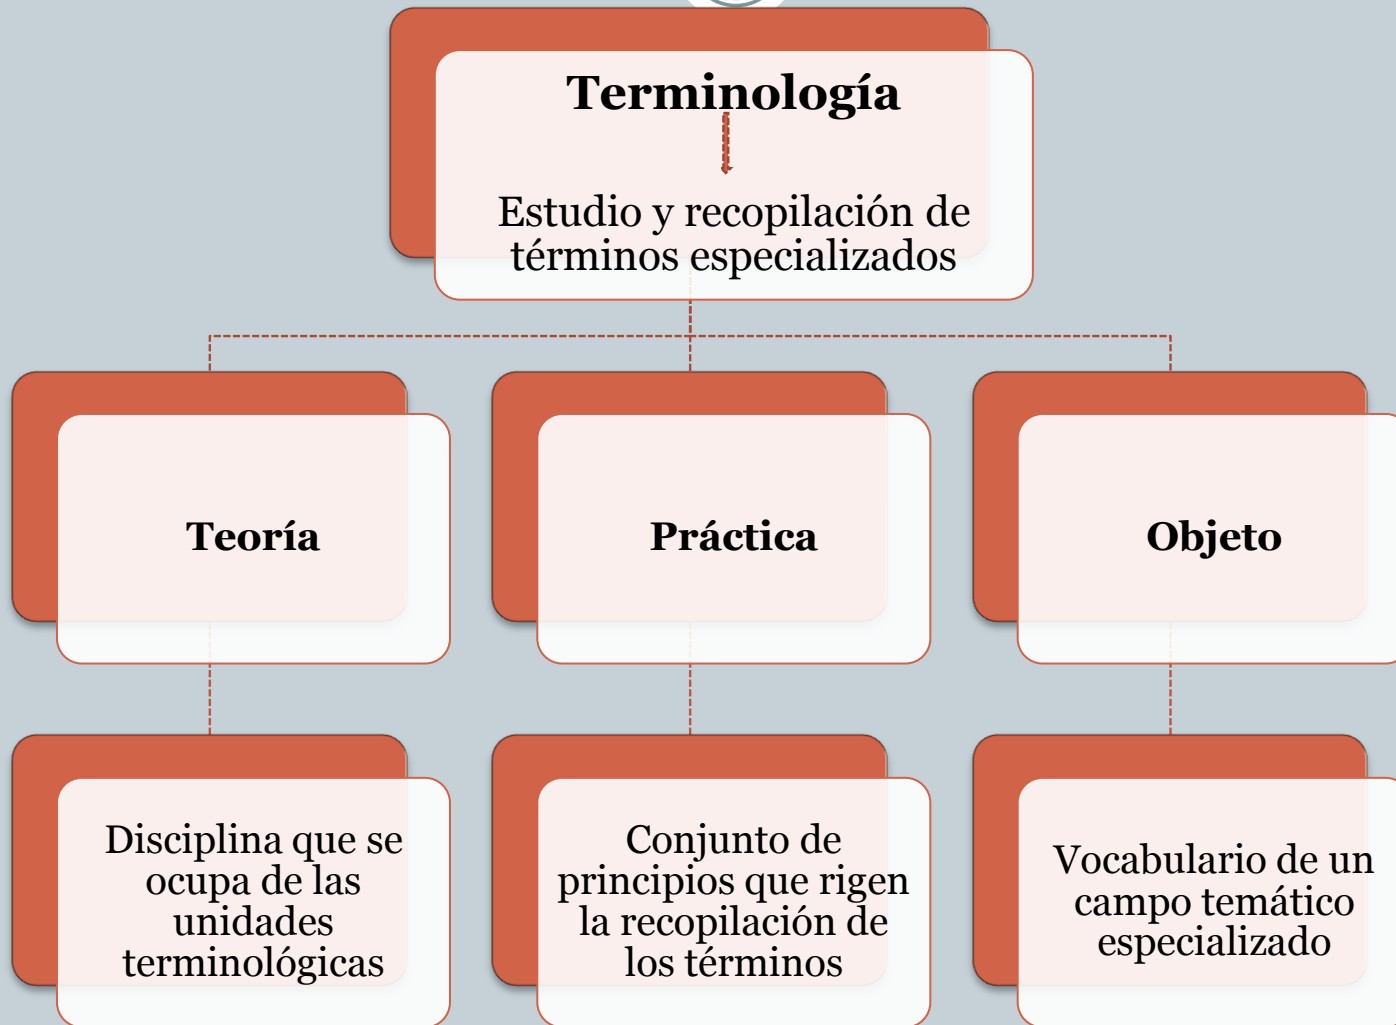 Terminología
Estudio y recopilación de
términos especializados
Teoría
Práctica
Objeto
Disciplina que se
ocupa de las
unidades
terminológicas
Conjunto de
principios que rigen
la recopilación de
los términos
Vocabulario de un
campo temático
especializado